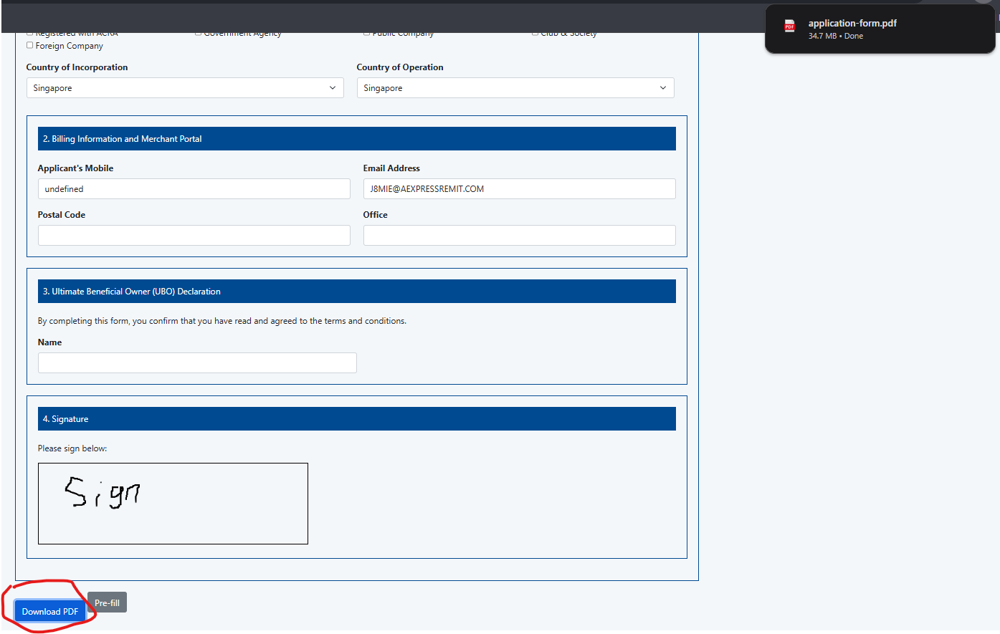 application-form.pdf
34.7 MB • Done
Registered with ACRA
Government Agency
Public Company
Club & Society
Foreign Company
Country of Incorporation
Country of Operation
Singapore
Singapore
2. Billing Information and Merchant Portal
Applicant's Mobile
Email Address
undefined
J8MIE@AEXPRESSREMIT.COM
Postal Code
Office
3. Ultimate Beneficial Owner (UBO) Declaration
By completing this form, you confirm that you have read and agreed to the terms and conditions.
Name
4. Signature
Please sign below:
Sign
Pre-fill
Download PDF